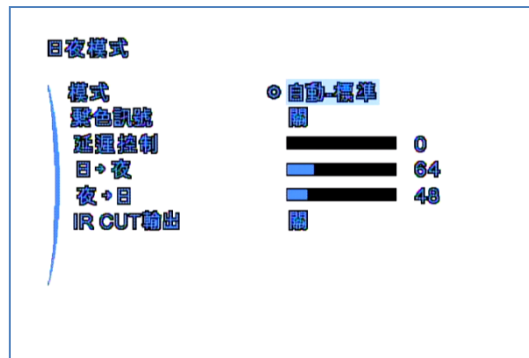 日夜模式
模式 自動-標準
繫色訊號 關
延遲控制 0
日→夜 64
夜→日 48
IR CUT輸出 關